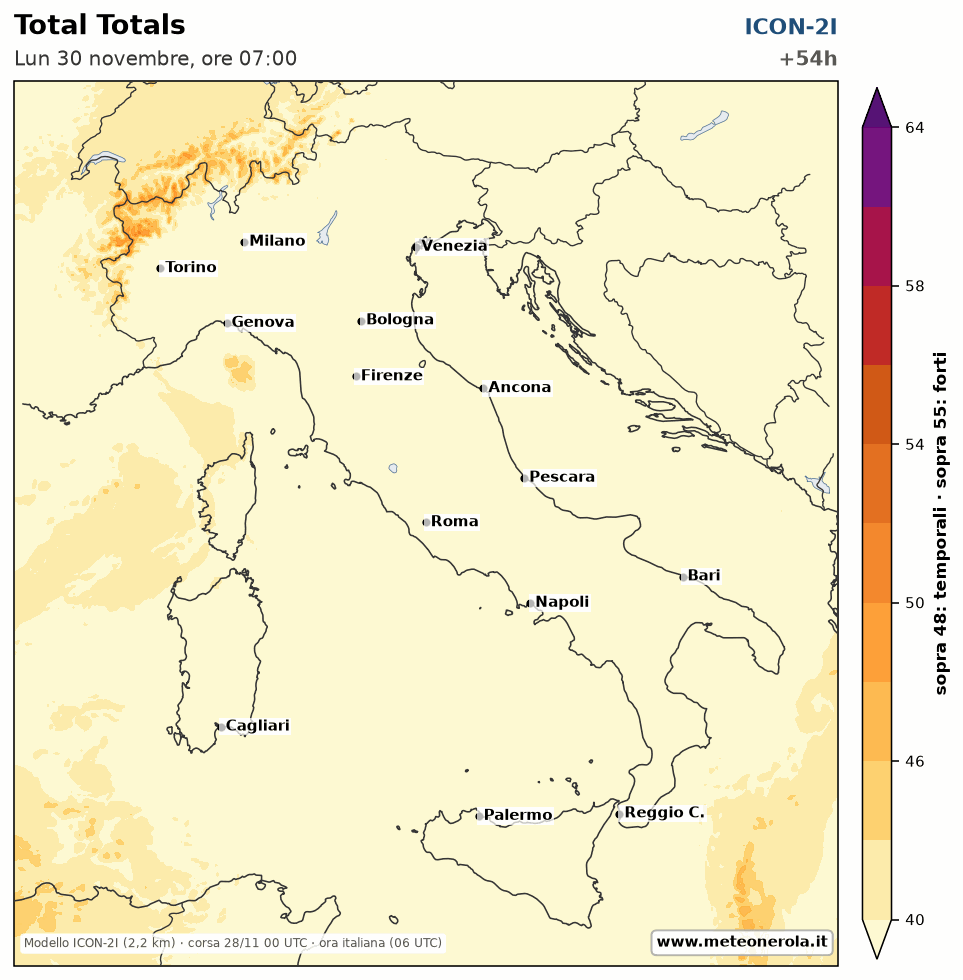 Total Totals
ICON-2I
Lun 30 novembre, ore 07:00
+54h
Milano
Venezia
Torino
Genova
Bologna
Firenze
Ancona
Pescara
Roma
Bari
Napoli
Cagliari
Palermo
Reggio C.
64
58
54
50
46
40
sopra 48: temporali · sopra 55: forti
Modello ICON-2I (2,2 km) · corsa 28/11 00 UTC · ora italiana (06 UTC)
www.meteonerola.it